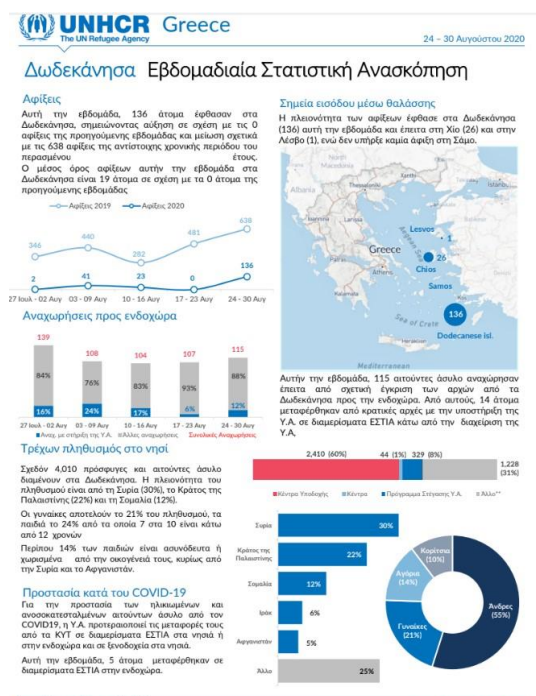 UNHCR
The UN Refugee Agency
Greece
24 – 30 Αυγούστου 2020
Δωδεκάνησα Εβδομαδιαία Στατιστική Ανασκόπηση
Αφίξεις
Αυτή την εβδομάδα, 136 άτομα έφθασαν στα
Δωδεκάνησα, σημειώνοντας αύξηση σε σχέση με τις 0
αφίξεις της προηγούμενης εβδομάδας και μείωση σχετικά
με τις 638 αφίξεις της αντίστοιχης χρονικής περιόδου του
περασμένου έτους.
Ο μέσος όρος αφίξεων αυτήν την εβδομάδα στα
Δωδεκάνησα είναι 19 άτομα σε σχέση με τα 0 άτομα της
προηγούμενης εβδομάδας
Αφίξεις 2019 Αφίξεις 2020
346 440 282 481 638
2 41 23 0 136
27 Ιουλ - 02 Αυγ 03 - 09 Αυγ 10 - 16 Αυγ 17 - 23 Αυγ 24 - 30 Αυγ
Αναχωρήσεις προς ενδοχώρα
139 108 104 107 115
84% 76% 83% 93% 88%
16% 24% 17% 6% 12%
27 Ιουλ - 02 Αυγ 03 - 09 Αυγ 10 - 16 Αυγ 17 - 23 Αυγ 24 - 30 Αυγ
Αναχ. με στήριξη της Υ.Α. Άλλες αναχωρήσεις Συνολικές Αναχωρήσεις
Τρέχων πληθυσμός στο νησί
Σχεδόν 4,010 πρόσφυγες και αιτούντες άσυλο
διαμένουν στα Δωδεκάνησα. Η πλειονότητα του
πληθυσμού είναι από τη Συρία (30%), το Κράτος της
Παλαιστίνης (22%) και τη Σομαλία (12%).
Οι γυναίκες αποτελούν το 21% του πληθυσμού, τα
παιδιά το 24% από τα οποία 7 στα 10 είναι κάτω
από 12 χρονών
Περίπου 14% των παιδιών είναι ασυνόδευτα ή
χωρισμένα από την οικογένειά τους, κυρίως από
την Συρία και το Αφγανιστάν.
Προστασία κατά του COVID-19
Για την προστασία των ηλικιωμένων και
ανοσοκατεσταλμένων αιτούντων άσυλο από τον
COVID19, η Υ.Α. προτεραιοποιεί τις μεταφορές τους
από τα ΚΥΤ σε διαμερίσματα ΕΣΤΙΑ στα νησιά ή
στην ενδοχώρα και σε ξενοδοχεία στα νησιά.
Αυτή την εβδομάδα, 5 άτομα μεταφέρθηκαν σε
διαμερίσματα ΕΣΤΙΑ στην ενδοχώρα.
Σημεία εισόδου μέσω θαλάσσης
Η πλειονότητα των αφίξεων έφθασε στα Δωδεκάνησα
(136) αυτή την εβδομάδα και έπειτα στη Χίο (26) και στην
Λέσβο (1), ενώ δεν υπήρξε καμία άφιξη στη Σάμο.
North
Macedonia
Albania
Thessaloniki
Xanthi
Istanbul
Ioannina
Larissa
Aegean Sea
Lesvos
1
Greece
26
Chios
Patras
Athens
Samos
Kalamata
136
Sea of Crete
Dodecanese isl.
Heraklion
Mediterranean
Αυτήν την εβδομάδα, 115 αιτούντες άσυλο αναχώρησαν
έπειτα από σχετική έγκριση των αρχών από τα
Δωδεκάνησα προς την ενδοχώρα. Από αυτούς, 14 άτομα
μεταφέρθηκαν από κρατικές αρχές με την υποστήριξη της
Υ.Α. σε διαμερίσματα ΕΣΤΙΑ κάτω από την διαχείριση της
Υ.Α,
2,410 (60%) 44 (1%) 329 (8%)
1,228
(31%)
Κέντρα Υποδοχής Κέντρα Πρόγραμμα Στέγασης Υ.Α. Άλλο**
Συρία 30%
Κράτος της
Παλαιστίνης 22%
Σομαλία 12%
Ιράκ 6%
Αφγανιστάν 5%
Άλλο 25%
Κορίτσια
(10%)
Αγόρια
(14%)
Γυναίκες
(21%)
Άνδρες
(55%)